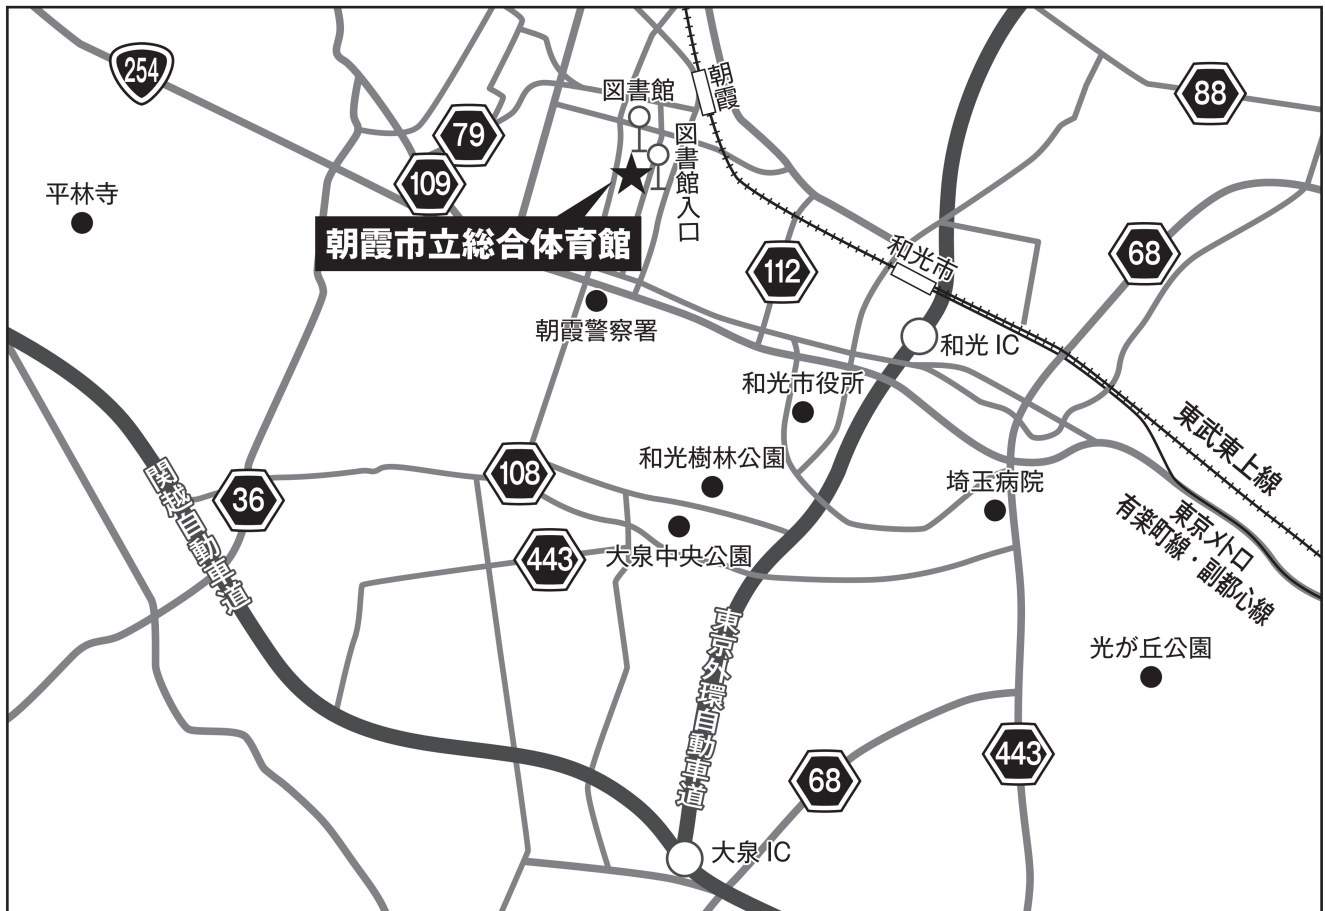 254
朝霞
88
図書館
79
図書館入口
109
平林寺
朝霞市立総合体育館
和光市
68
112
朝霞警察署
和光IC
和光市役所
東武東上線
和光樹林公園
108
埼玉病院
関越自動車道
36
東京メトロ
有楽町線・副都心線
443
大泉中央公園
東京外環自動車道
光が丘公園
443
68
大泉IC